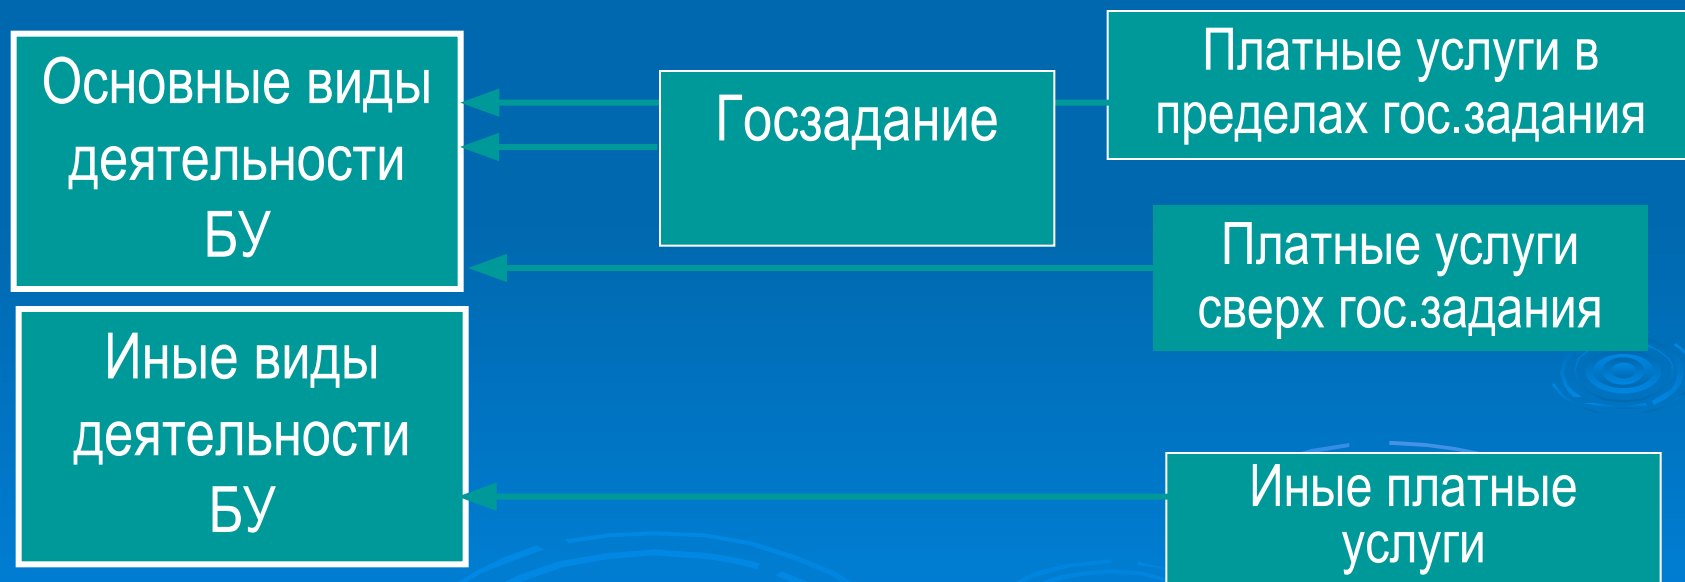 Основные виды
деятельности
БУ
Госзадание
Платные услуги в
пределах гос.задания
Платные услуги
сверх гос.задания
Иные виды
деятельности
БУ
Иные платные
услуги